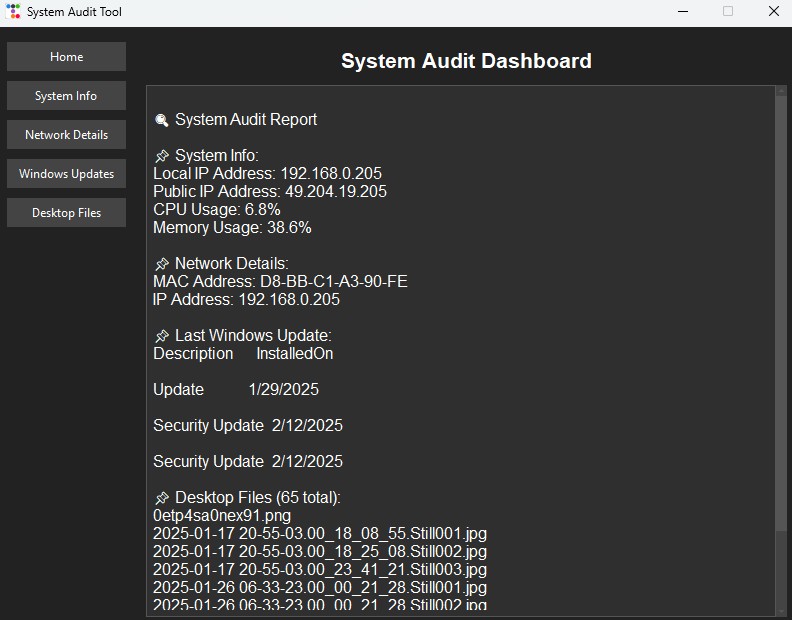 System Audit Tool
Home
System Info
Network Details
Windows Updates
Desktop Files
System Audit Dashboard
System Audit Report
System Info:
Local IP Address: 192.168.0.205
Public IP Address: 49.204.19.205
CPU Usage: 6.8%
Memory Usage: 38.6%
Network Details:
MAC Address: D8-BB-C1-A3-90-FE
IP Address: 192.168.0.205
Last Windows Update:
Description InstalledOn
Update 1/29/2025
Security Update 2/12/2025
Security Update 2/12/2025
Desktop Files (65 total):
0etp4sa0nex91.png
2025-01-17 20-55-03.00_18_08_55.Still001.jpg
2025-01-17 20-55-03.00_18_25_08.Still002.jpg
2025-01-17 20-55-03.00_23_41_21.Still003.jpg
2025-01-26 06-33-23.00_00_21_28.Still001.jpg
2025-01-26 06-33-23.00_00_21_28.Still002.jpg